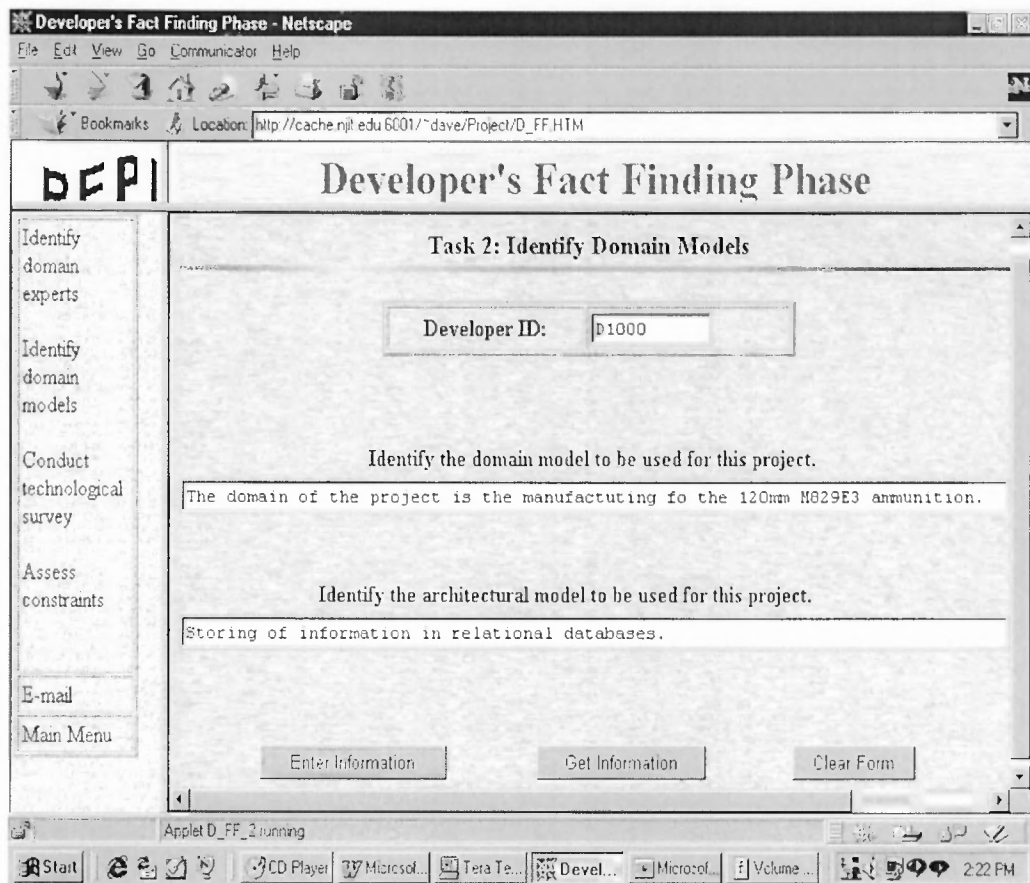 Developer's Fact Finding Phase - Netscape
File Edit View Go Communicator Help
Bookmarks Location: http://cache.njit.edu:6001/~dave/Project/D_FF.HTM
N
DFPI
Developer's Fact Finding Phase
Identify
domain
experts
Identify
domain
models
Conduct
technological
survey
Assess
constraints
E-mail
Main Menu
Task 2: Identify Domain Models
Developer ID: D1000
Identify the domain model to be used for this project.
The domain of the project is the manufactuting fo the 120mm M829E3 ammunition.
Identify the architectural model to be used for this project.
Storing of information in relational databases.
Enter Information Get Information Clear Form
Applet D_FF_2 running
Start CD Player Microsof... Tera Te... Devel... Microsof... Volume ... 2:22 PM